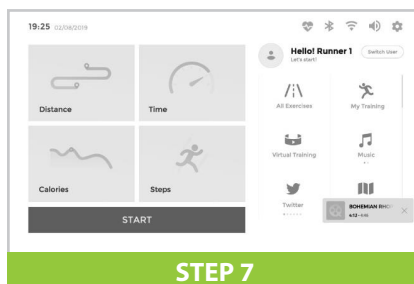 19:25 02/08/2019
Hello! Runner 1
Let's start!
Switch User
Distance
Time
Calories
Steps
START
All Exercises
My Training
Virtual Training
Music
Twitter
BOHEMIAN RHO
STEP 7